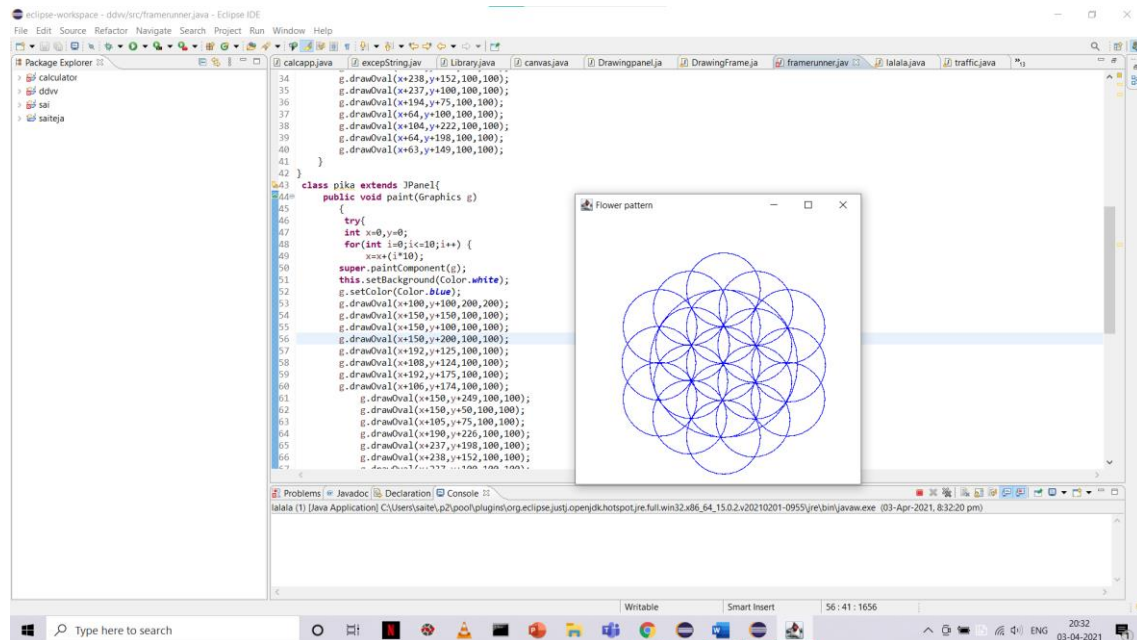 eclipse-workspace - ddvv/src/framerunner.java - Eclipse IDE
File Edit Source Refactor Navigate Search Project Run Window Help
Package Explorer
calcapp.java excepString.jav Library.java canvas.java Drawingpanel.ja DrawingFrame.ja framerunner.jav lalala.java traffic.java »13
calculator
ddvv
sai
saiteja
34 g.drawOval(x+238,y+152,100,100);
35 g.drawOval(x+237,y+100,100,100);
36 g.drawOval(x+194,y+75,100,100);
37 g.drawOval(x+64,y+100,100,100);
38 g.drawOval(x+104,y+222,100,100);
39 g.drawOval(x+64,y+198,100,100);
40 g.drawOval(x+63,y+149,100,100);
41 }
42 }
43 class pika extends JPanel{
44 public void paint(Graphics g)
45 {
46 try{
47 int x=0,y=0;
48 for(int i=0;i<=10;i++) {
49 x=x+(i*10);
50 super.paintComponent(g);
51 this.setBackground(Color.white);
52 g.setColor(Color.blue);
53 g.drawOval(x+100,y+100,200,200);
54 g.drawOval(x+150,y+150,100,100);
55 g.drawOval(x+150,y+100,100,100);
56 g.drawOval(x+150,y+200,100,100);
57 g.drawOval(x+192,y+125,100,100);
58 g.drawOval(x+108,y+124,100,100);
59 g.drawOval(x+192,y+175,100,100);
60 g.drawOval(x+106,y+174,100,100);
61 g.drawOval(x+150,y+249,100,100);
62 g.drawOval(x+150,y+50,100,100);
63 g.drawOval(x+105,y+75,100,100);
64 g.drawOval(x+190,y+226,100,100);
65 g.drawOval(x+237,y+198,100,100);
66 g.drawOval(x+238,y+152,100,100);
Flower pattern
Problems Javadoc Declaration Console
lalala (1) [Java Application] C:\Users\saite\.p2\pool\plugins\org.eclipse.justj.openjdk.hotspot.jre.full.win32.x86_64_15.0.2.v20210201-0955\jre\bin\javaw.exe (03-Apr-2021, 8:32:20 pm)
Writable Smart Insert 56 : 41 : 1656
Type here to search
ENG
20:32
03-04-2021